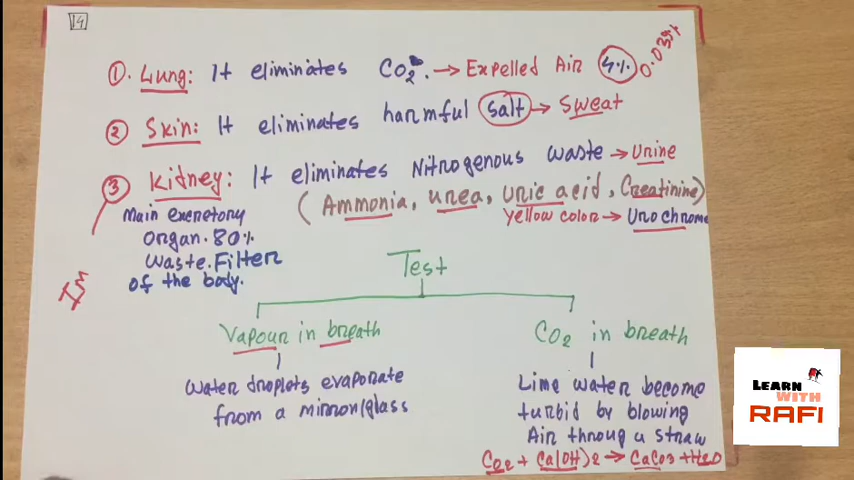 14
① Lung: It eliminates CO2. → Expelled Air 4% 0.03%
② Skin: It eliminates harmful salt → Sweat
③ Kidney: It eliminates Nitrogenous waste → Urine
(Ammonia, urea, uric acid, Creatinine)
Yellow color → Urochrome
Main excretory
Organ. 80%
Waste. Filter
of the body.
Im
Test
Vapour in breath
Water droplets evaporate
from a mirror/glass
CO2 in breath
Lime water become
turbid by blowing
Air throug a straw
CO2 + Ca(OH)2 → CaCO3 + H2O
LEARN
WITH
RAFI